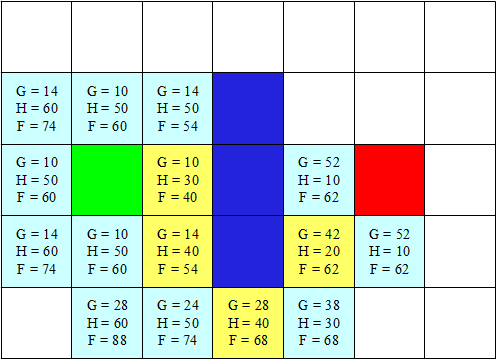 G = 14
H = 60
F = 74
G = 10
H = 50
F = 60
G = 14
H = 50
F = 54
G = 10
H = 50
F = 60
G = 10
H = 30
F = 40
G = 52
H = 10
F = 62
G = 14
H = 60
F = 74
G = 10
H = 50
F = 60
G = 14
H = 40
F = 54
G = 42
H = 20
F = 62
G = 52
H = 10
F = 62
G = 28
H = 60
F = 88
G = 24
H = 50
F = 74
G = 28
H = 40
F = 68
G = 38
H = 30
F = 68